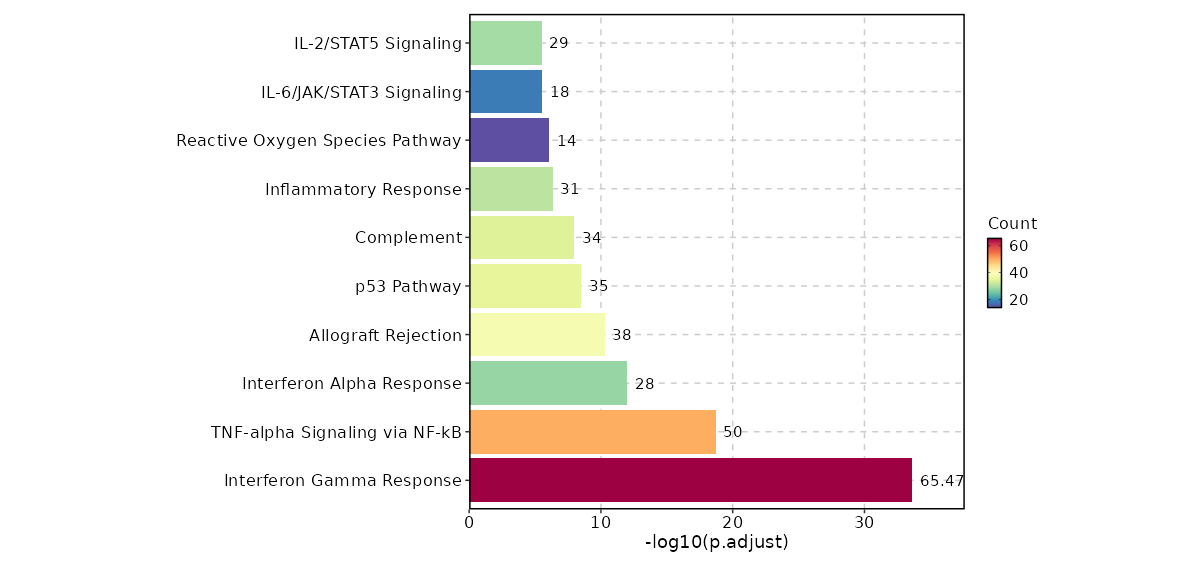 IL-2/STAT5 Signaling 29
IL-6/JAK/STAT3 Signaling 18
Reactive Oxygen Species Pathway 14
Inflammatory Response 31
Complement 34
p53 Pathway 35
Allograft Rejection 38
Interferon Alpha Response 28
TNF-alpha Signaling via NF-kB 50
Interferon Gamma Response 65.47
0 10 20 30
-log10(p.adjust)
Count
60
40
20